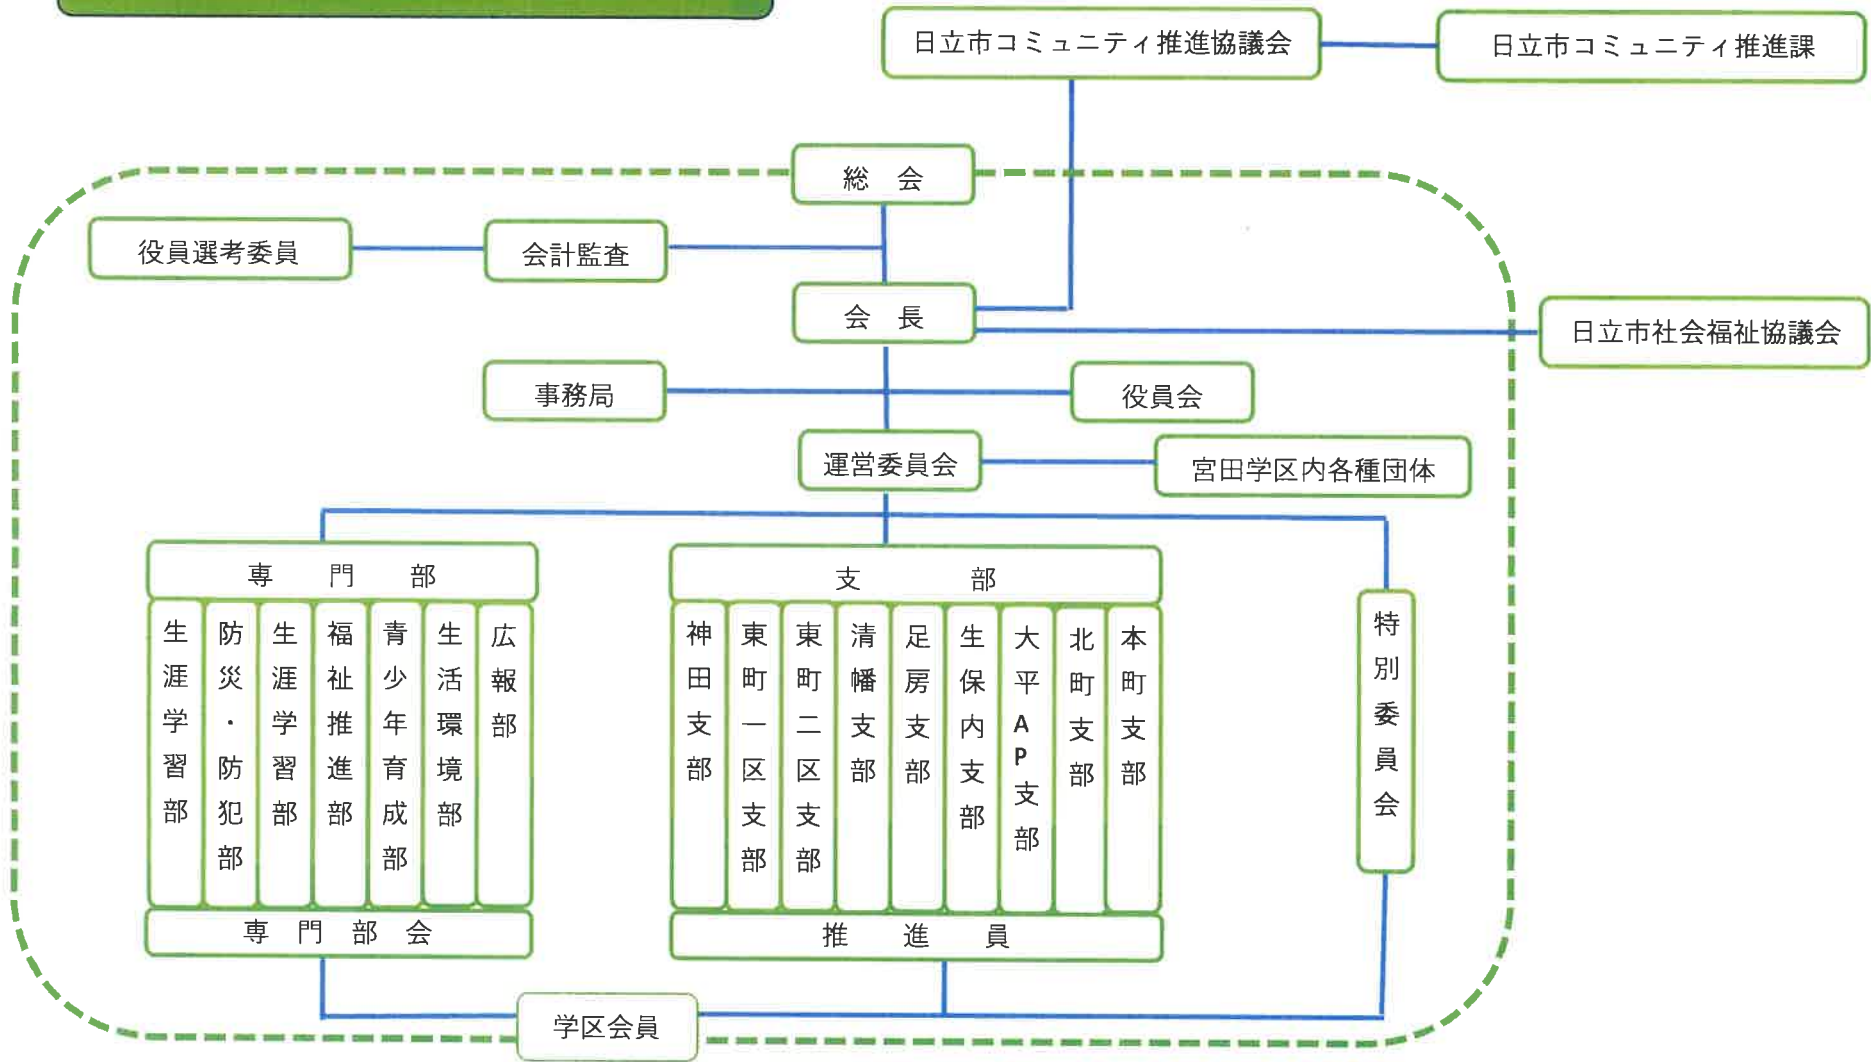 日立市コミュニティ推進協議会
日立市コミュニティ推進課
総　会
役員選考委員
会計監査
会　長
日立市社会福祉協議会
事務局
役員会
運営委員会
宮田学区内各種団体
専　門　部
生涯学習部
防災・防犯部
生涯学習部
福祉推進部
青少年育成部
生活環境部
広報部
専門部会
支　部
神田支部
東町一区支部
東町二区支部
清幡支部
足房支部
生保内支部
大平AP支部
北町支部
本町支部
推　進　員
特別委員会
学区会員